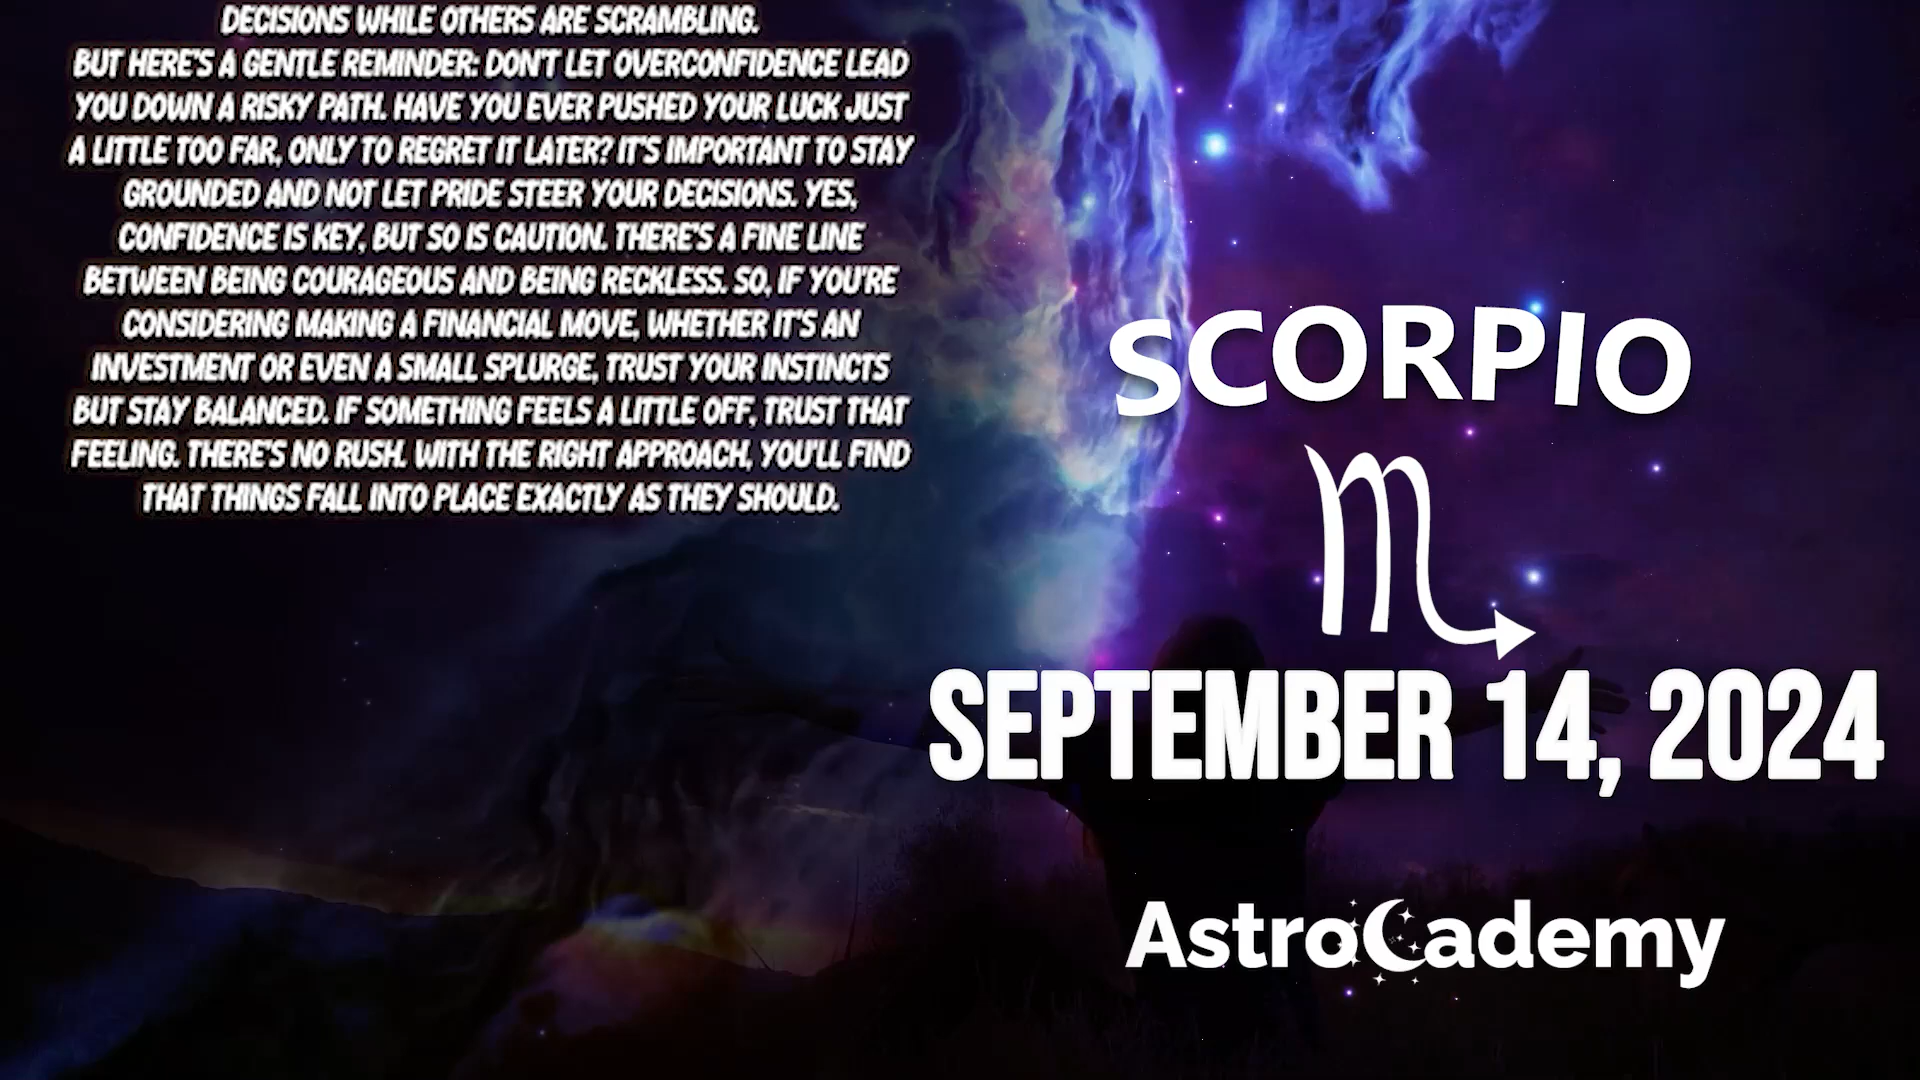 DECISIONS WHILE OTHERS ARE SCRAMBLING.
BUT HERE'S A GENTLE REMINDER: DON'T LET OVERCONFIDENCE LEAD
YOU DOWN A RISKY PATH. HAVE YOU EVER PUSHED YOUR LUCK JUST
A LITTLE TOO FAR, ONLY TO REGRET IT LATER? IT'S IMPORTANT TO STAY
GROUNDED AND NOT LET PRIDE STEER YOUR DECISIONS. YES,
CONFIDENCE IS KEY, BUT SO IS CAUTION. THERE'S A FINE LINE
BETWEEN BEING COURAGEOUS AND BEING RECKLESS. SO, IF YOU'RE
CONSIDERING MAKING A FINANCIAL MOVE, WHETHER IT'S AN
INVESTMENT OR EVEN A SMALL SPLURGE, TRUST YOUR INSTINCTS
BUT STAY BALANCED. IF SOMETHING FEELS A LITTLE OFF, TRUST THAT
FEELING. THERE'S NO RUSH. WITH THE RIGHT APPROACH, YOU'LL FIND
THAT THINGS FALL INTO PLACE EXACTLY AS THEY SHOULD.
SCORPIO
SEPTEMBER 14, 2024
AstroCademy